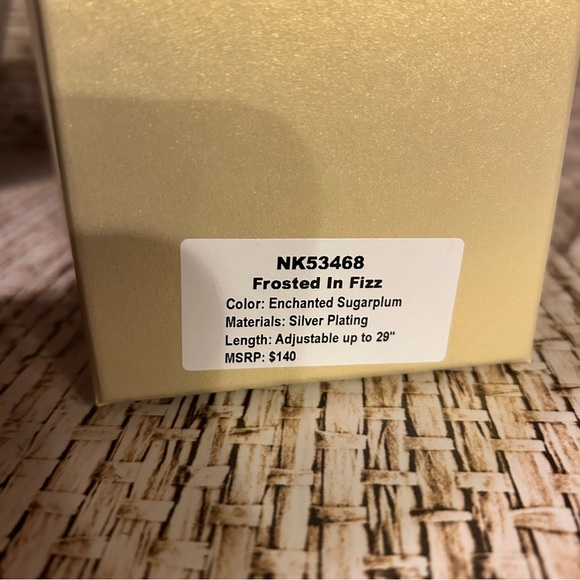 NK53468
Frosted In Fizz
Color: Enchanted Sugarplum
Materials: Silver Plating
Length: Adjustable up to 29"
MSRP: $140